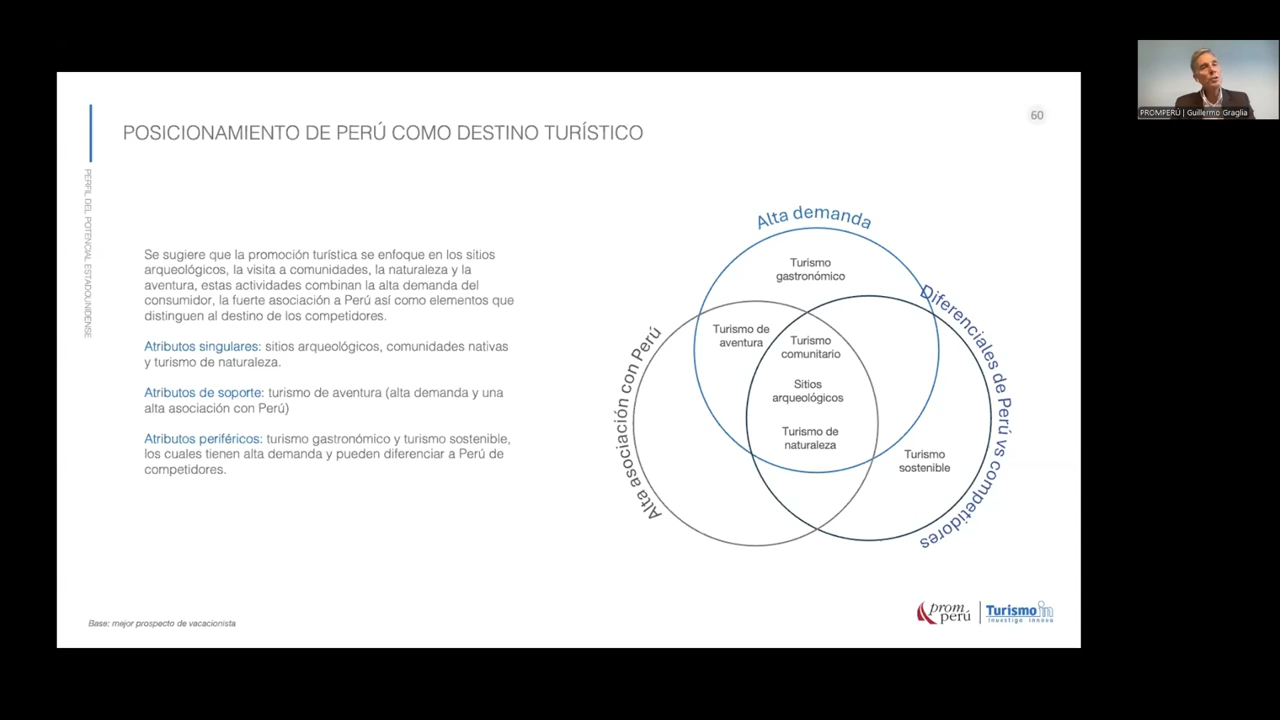 PROMPERÚ | Guillermo Graglia
60
POSICIONAMIENTO DE PERÚ COMO DESTINO TURÍSTICO
PERFIL DEL POTENCIAL ESTADOUNIDENSE
Se sugiere que la promoción turística se enfoque en los sitios
arqueológicos, la visita a comunidades, la naturaleza y la
aventura, estas actividades combinan la alta demanda del
consumidor, la fuerte asociación a Perú así como elementos que
distinguen al destino de los competidores.
Atributos singulares: sitios arqueológicos, comunidades nativas
y turismo de naturaleza.
Atributos de soporte: turismo de aventura (alta demanda y una
alta asociación con Perú)
Atributos periféricos: turismo gastronómico y turismo sostenible,
los cuales tienen alta demanda y pueden diferenciar a Perú de
competidores.
Alta demanda
Turismo
gastronómico
Diferenciales de Perú vs competidores
Alta asociación con Perú
Turismo de
aventura
Turismo
comunitario
Sitios
arqueológicos
Turismo de
naturaleza
Turismo
sostenible
Base: mejor prospecto de vacacionista
prom
perú
Turismo in
investiga innova